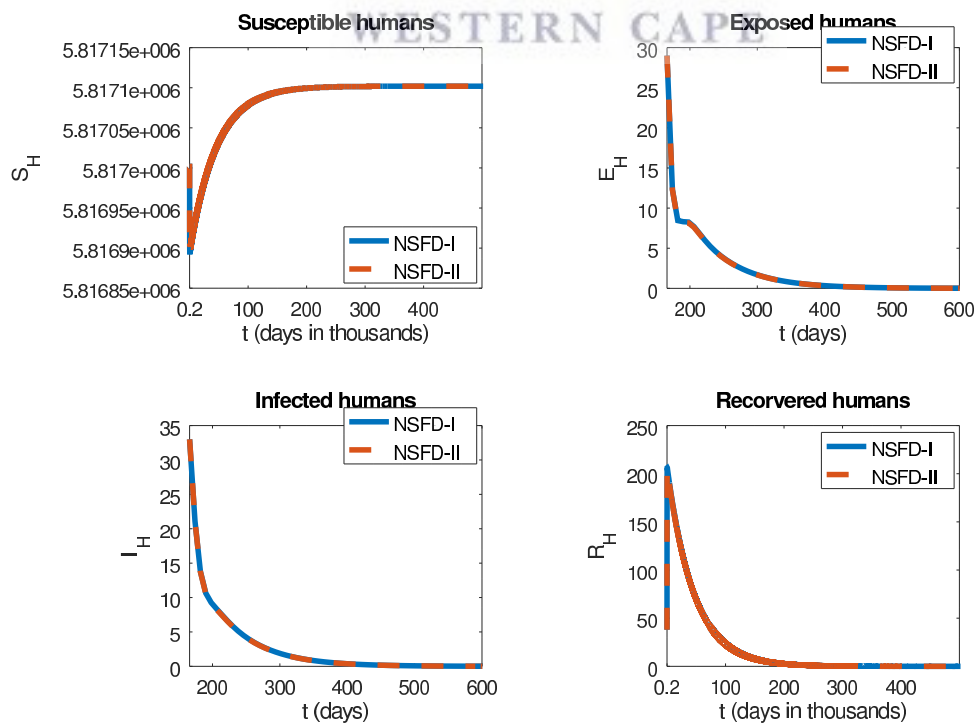 WESTERN CAPE
Susceptible humans
5.81715e+006
5.8171e+006
5.81705e+006
5.817e+006
5.81695e+006
5.8169e+006
5.81685e+006
S_H
NSFD-I
NSFD-II
0.2 100 200 300 400
t (days in thousands)
Exposed humans
30
25
20
15
10
5
0
E_H
NSFD-I
NSFD-II
200 300 400 500 600
t (days)
Infected humans
35
30
25
20
15
10
5
0
I_H
NSFD-I
NSFD-II
200 300 400 500 600
t (days)
Recorvered humans
250
200
150
100
50
0
R_H
NSFD-I
NSFD-II
0.2 100 200 300 400
t (days in thousands)